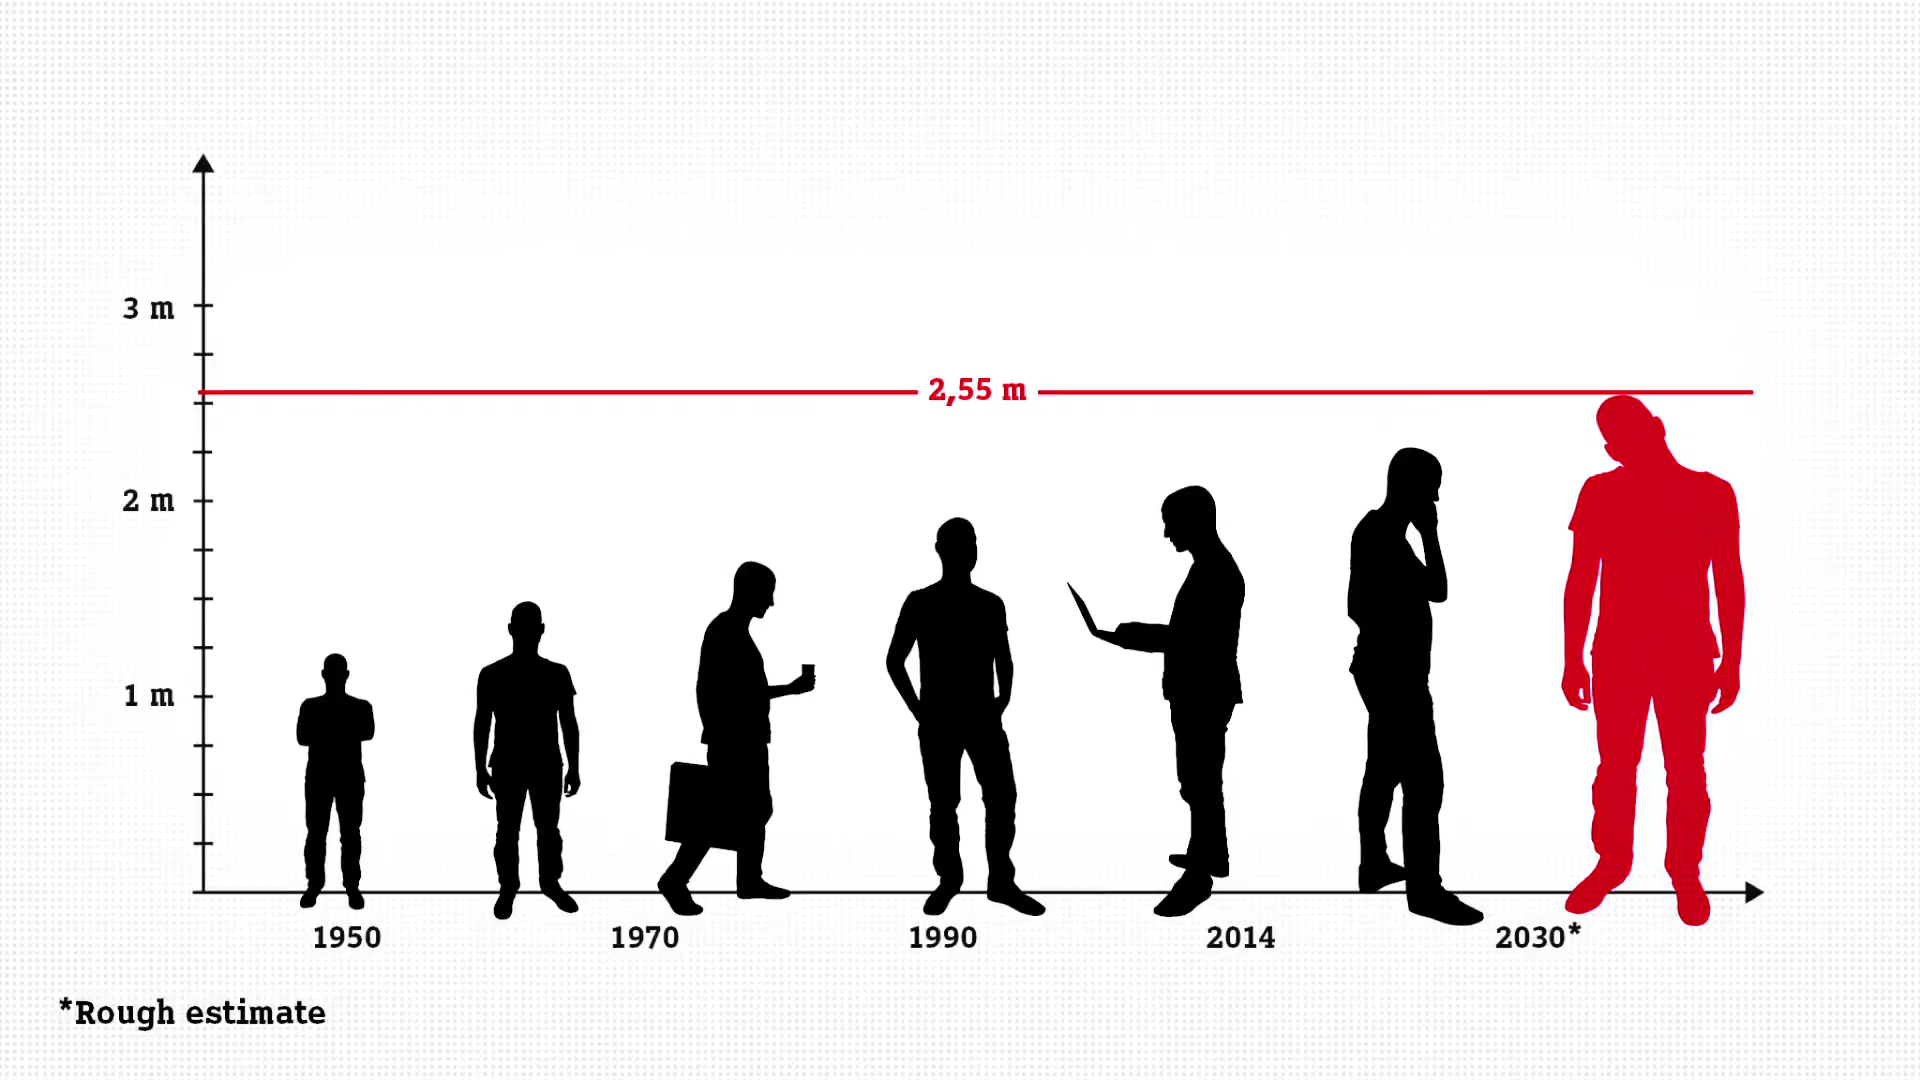 3 m
2,55 m
2 m
1 m
1950 1970 1990 2014 2030*
*Rough estimate